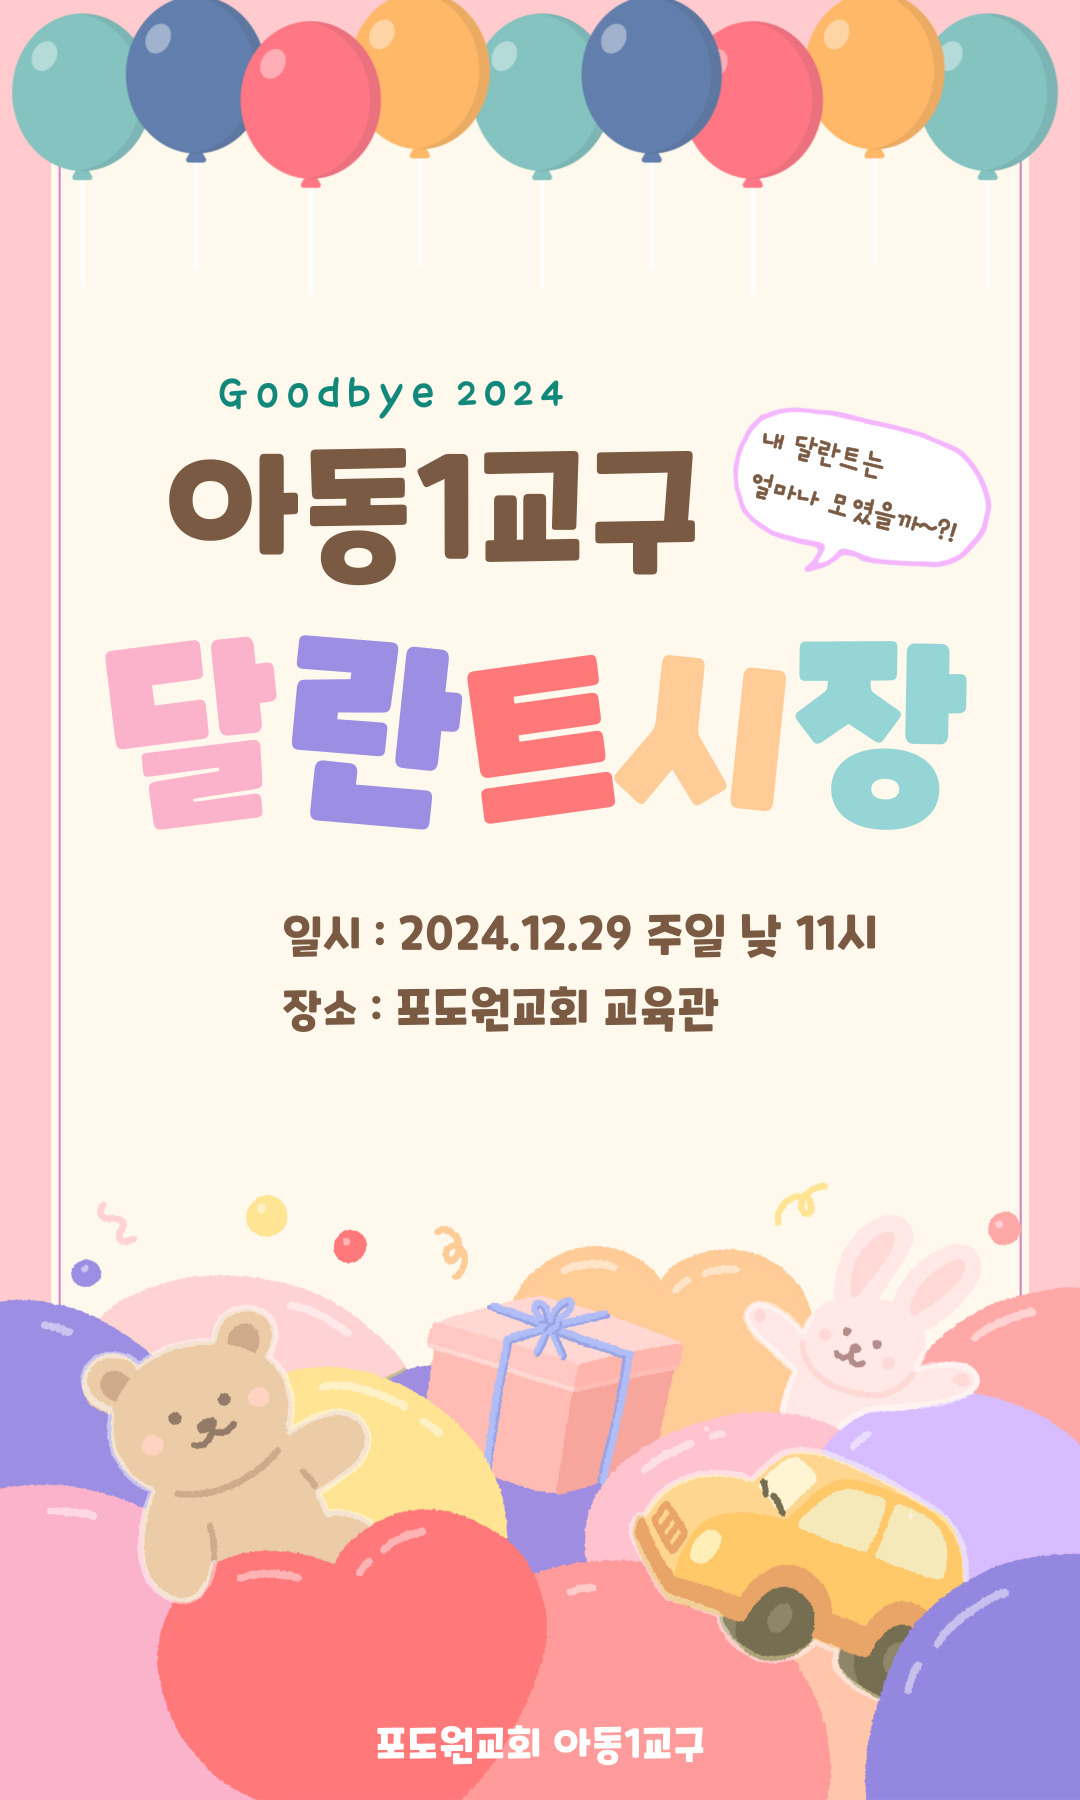 Goodbye 2024
아동1교구
내 달란트는
얼마나 모였을까~?!
달란트시장
일시 : 2024.12.29 주일 낮 11시
장소 : 포도원교회 교육관
포도원교회 아동1교구